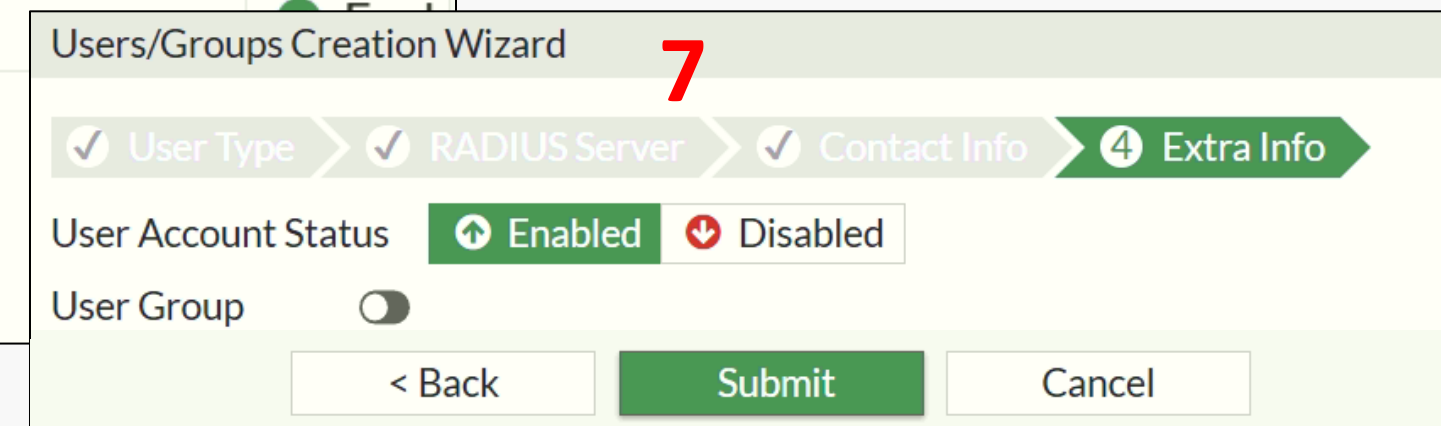 Users/Groups Creation Wizard
7
User Type
RADIUS Server
Contact Info
4 Extra Info
User Account Status
Enabled
Disabled
User Group
< Back
Submit
Cancel